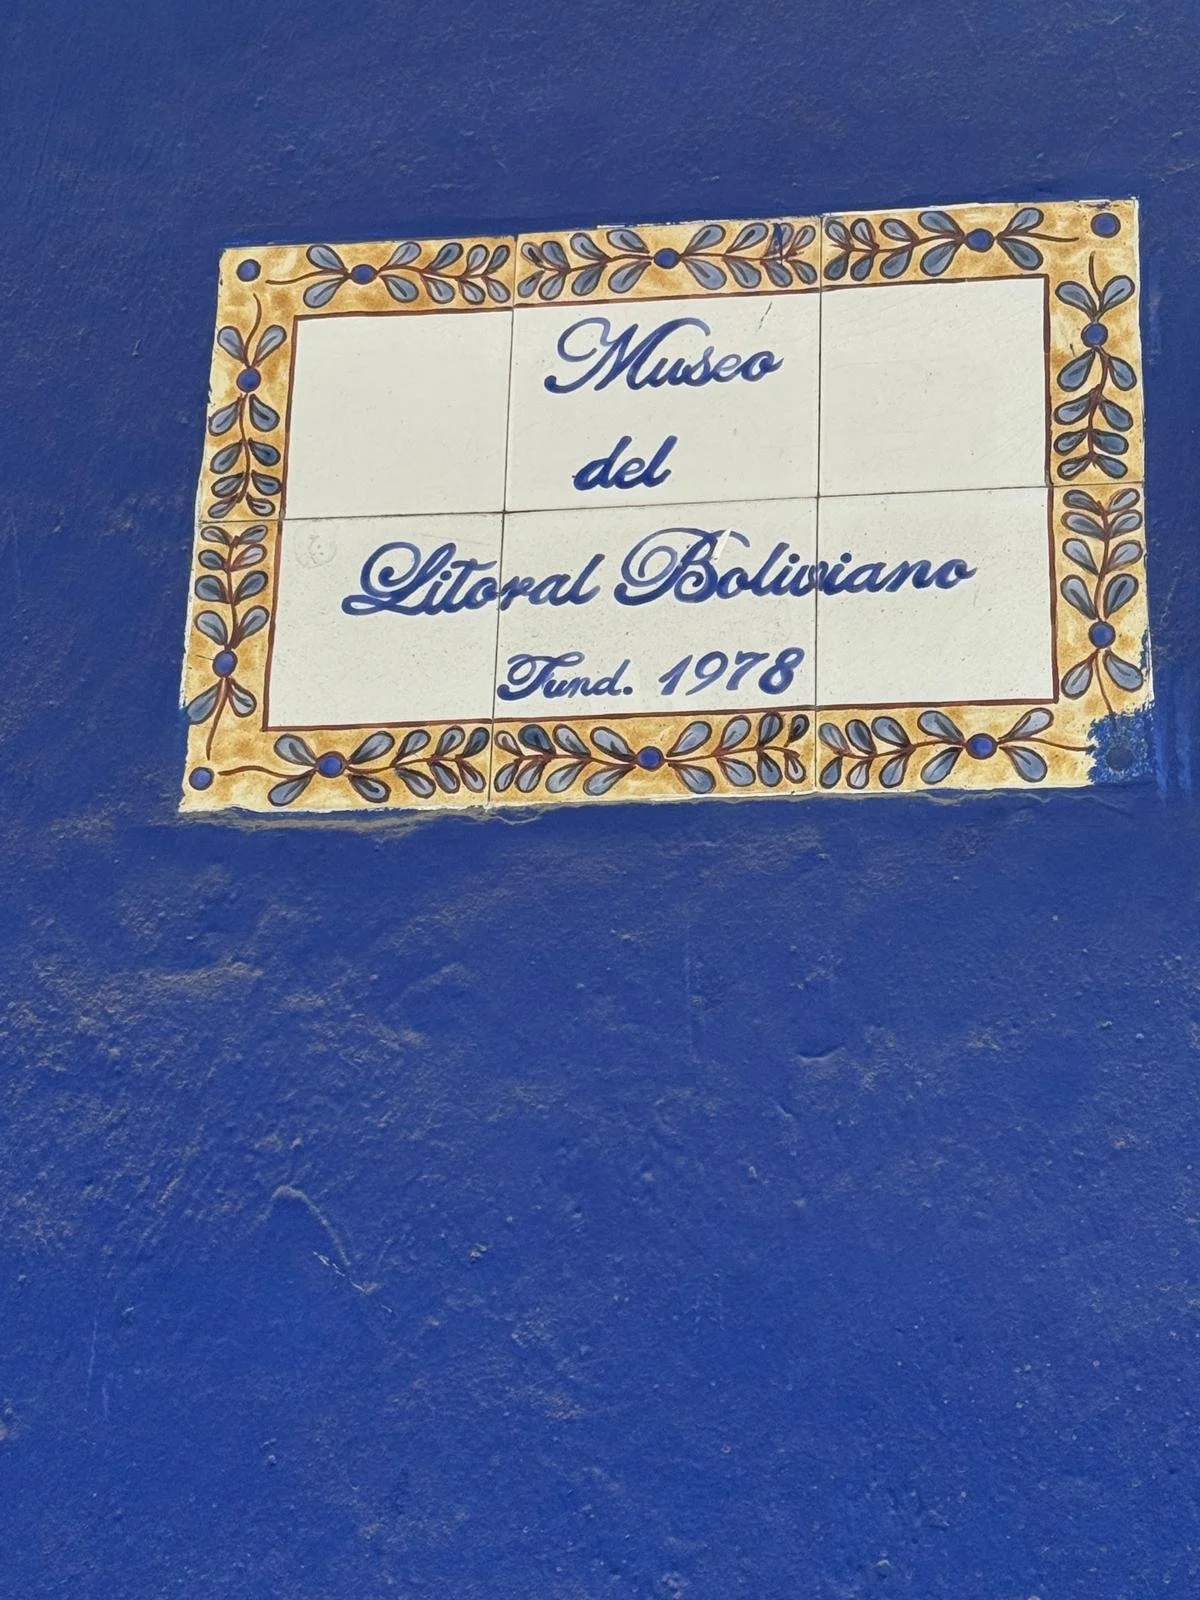 Museo
del
Litoral Boliviano
Fund. 1978